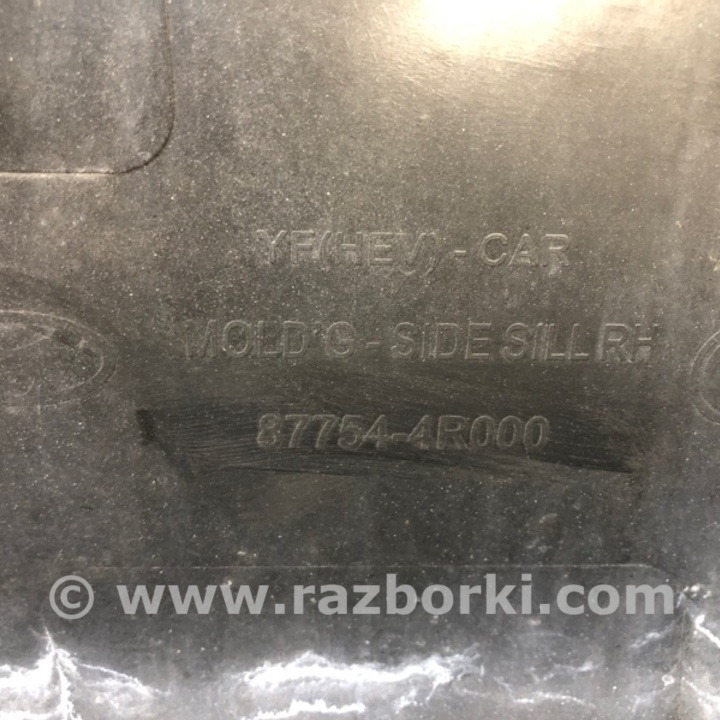 YF(HEV) - CAR
MOLD'G - SIDE SILL RH
87754-4R000
© www.razborki.com